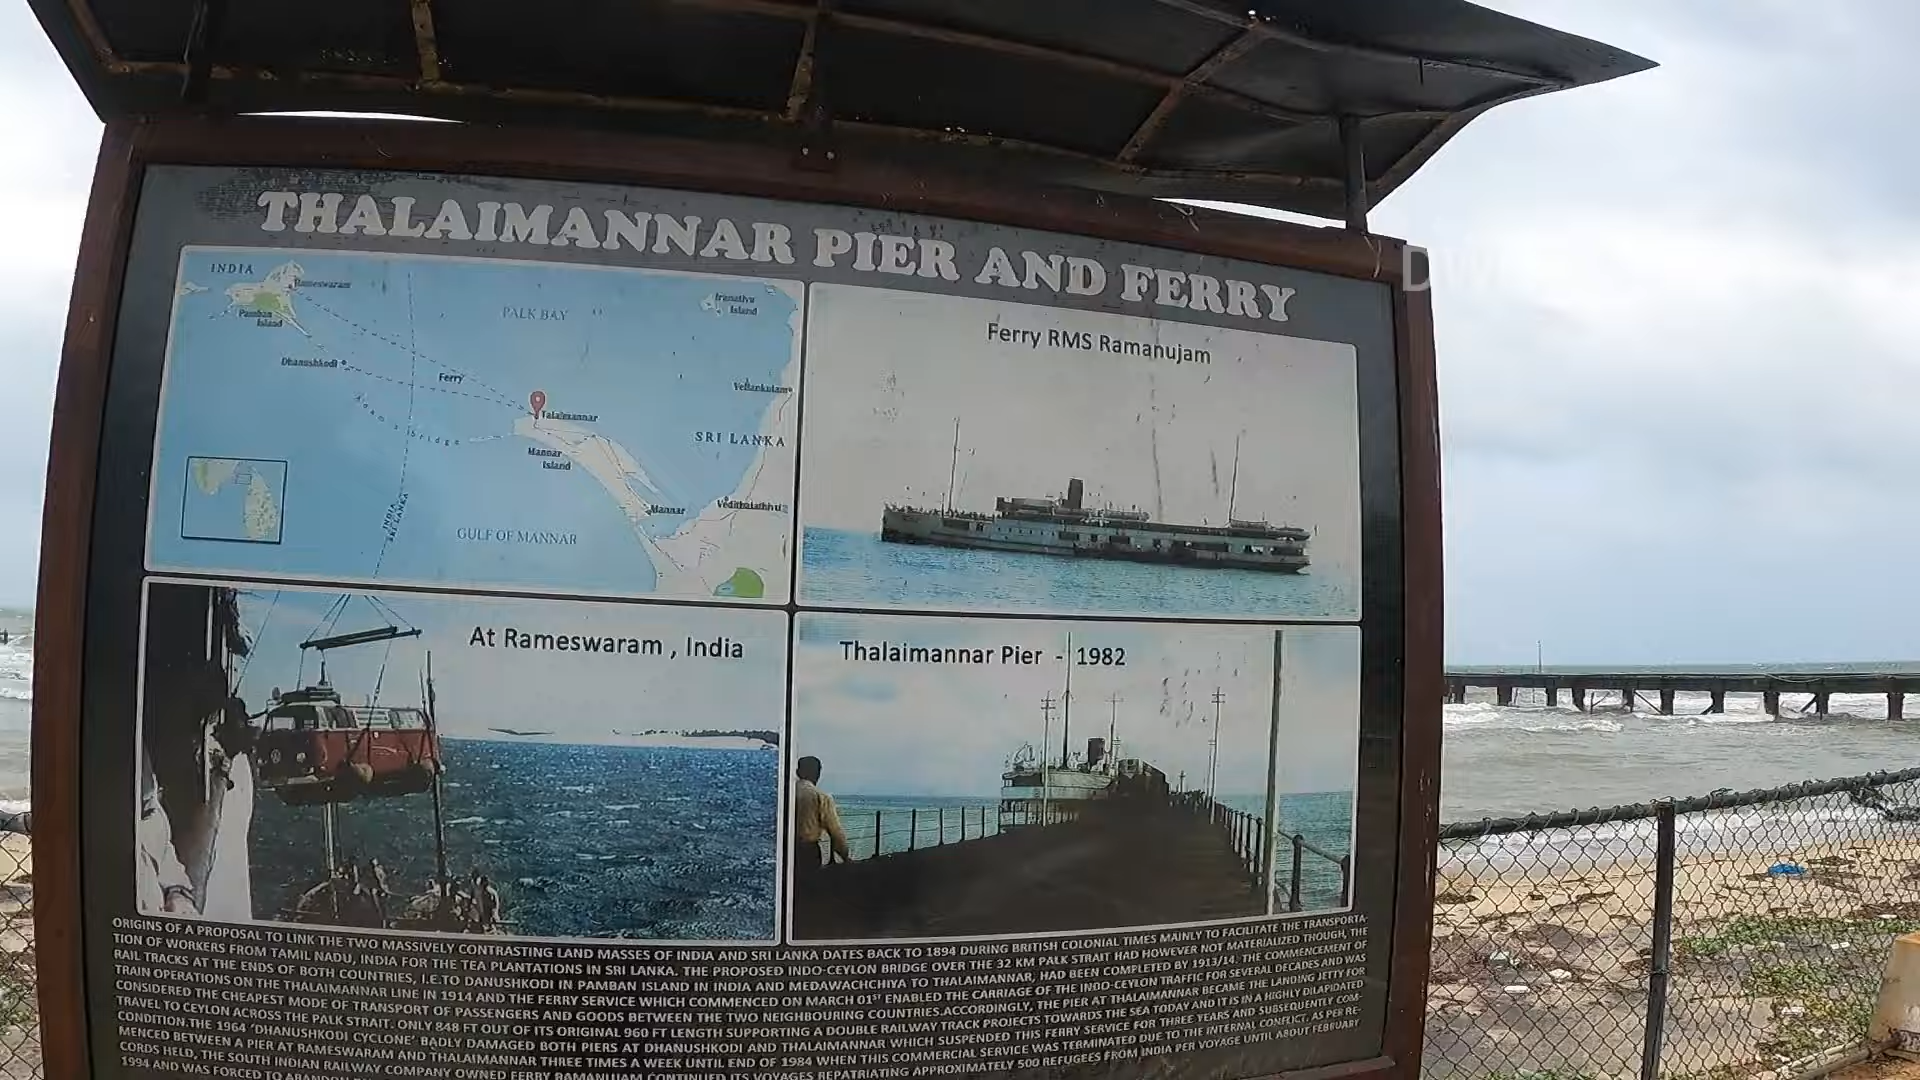 THALAIMANNAR PIER AND FERRY
INDIA
Rameswaram
Pamban
Island
Dhanushkodi
PALK BAY
Iranativu
Island
Ferry
Talaimannar
Vellankulam
Adam's bridge
SRI LANKA
Mannar
Island
Mannar
INDIA
SRI LANKA
GULF OF MANNAR
Ferry RMS Ramanujam
At Rameswaram , India
Thalaimannar Pier - 1982
ORIGINS OF A PROPOSAL TO LINK THE TWO MASSIVELY CONTRASTING LAND MASSES OF INDIA AND SRI LANKA DATES BACK TO 1894 DURING BRITISH COLONIAL TIMES MAINLY TO FACILITATE THE TRANSPORTA-
TION OF WORKERS FROM TAMIL NADU, INDIA FOR THE TEA PLANTATIONS IN SRI LANKA. THE PROPOSED INDO-CEYLON BRIDGE OVER THE 32 KM PALK STRAIT HAD HOWEVER NOT MATERIALIZED THOUGH, THE
RAIL TRACKS AT THE ENDS OF BOTH COUNTRIES, I.E.TO DANUSHKODI IN PAMBAN ISLAND IN INDIA AND MEDAWACHCHIYA TO THALAIMANNAR, HAD BEEN COMPLETED BY 1913/14. THE COMMENCEMENT OF
TRAIN OPERATIONS ON THE THALAIMANNAR LINE IN 1914 AND THE FERRY SERVICE WHICH COMMENCED ON MARCH 01ST ENABLED THE CARRIAGE OF THE INDO-CEYLON TRAFFIC FOR SEVERAL DECADES AND WAS
CONSIDERED THE CHEAPEST MODE OF TRANSPORT OF PASSENGERS AND GOODS BETWEEN THE TWO NEIGHBOURING COUNTRIES.ACCORDINGLY, THE PIER AT THALAIMANNAR BECAME THE LANDING JETTY FOR
TRAVEL TO CEYLON ACROSS THE PALK STRAIT. ONLY 848 FT OUT OF ITS ORIGINAL 960 FT LENGTH SUPPORTING A DOUBLE RAILWAY TRACK PROJECTS TOWARDS THE SEA TODAY AND IT IS IN A HIGHLY DILAPIDATED
CONDITION.THE 1964 'DHANUSHKODI CYCLONE' BADLY DAMAGED BOTH PIERS AT DHANUSHKODI AND THALAIMANNAR WHICH SUSPENDED THIS FERRY SERVICE FOR THREE YEARS AND SUBSEQUENTLY COM-
MENCED BETWEEN A PIER AT RAMESWARAM AND THALAIMANNAR THREE TIMES A WEEK UNTIL END OF 1984 WHEN THIS COMMERCIAL SERVICE WAS TERMINATED DUE TO THE INTERNAL CONFLICT. AS PER RE-
CORDS HELD, THE SOUTH INDIAN RAILWAY COMPANY OWNED FERRY RAMANUJAM CONTINUED ITS VOYAGES REPATRIATING APPROXIMATELY 500 REFUGEES FROM INDIA PER VOYAGE UNTIL ABOUT FEBRUARY
1994 AND WAS FORCED TO ABANDON